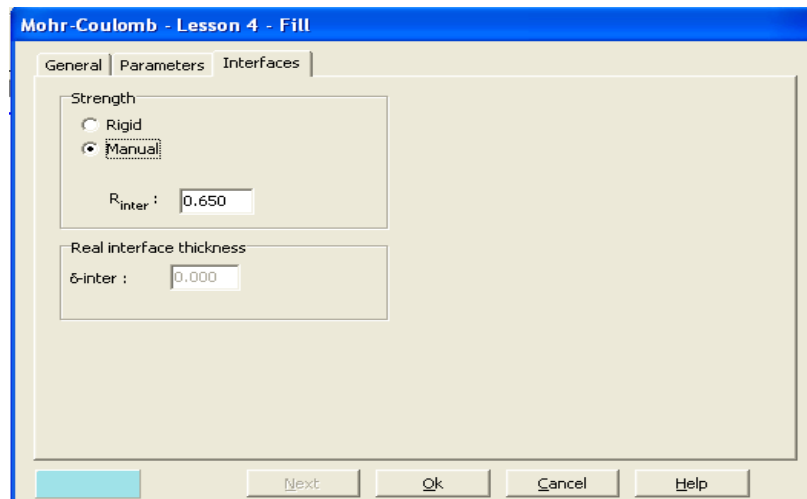 Mohr-Coulomb - Lesson 4 - Fill
General Parameters Interfaces
Strength
Rigid
Manual
Rinter : 0.650
Real interface thickness
δ-inter : 0.000
Next Ok Cancel Help